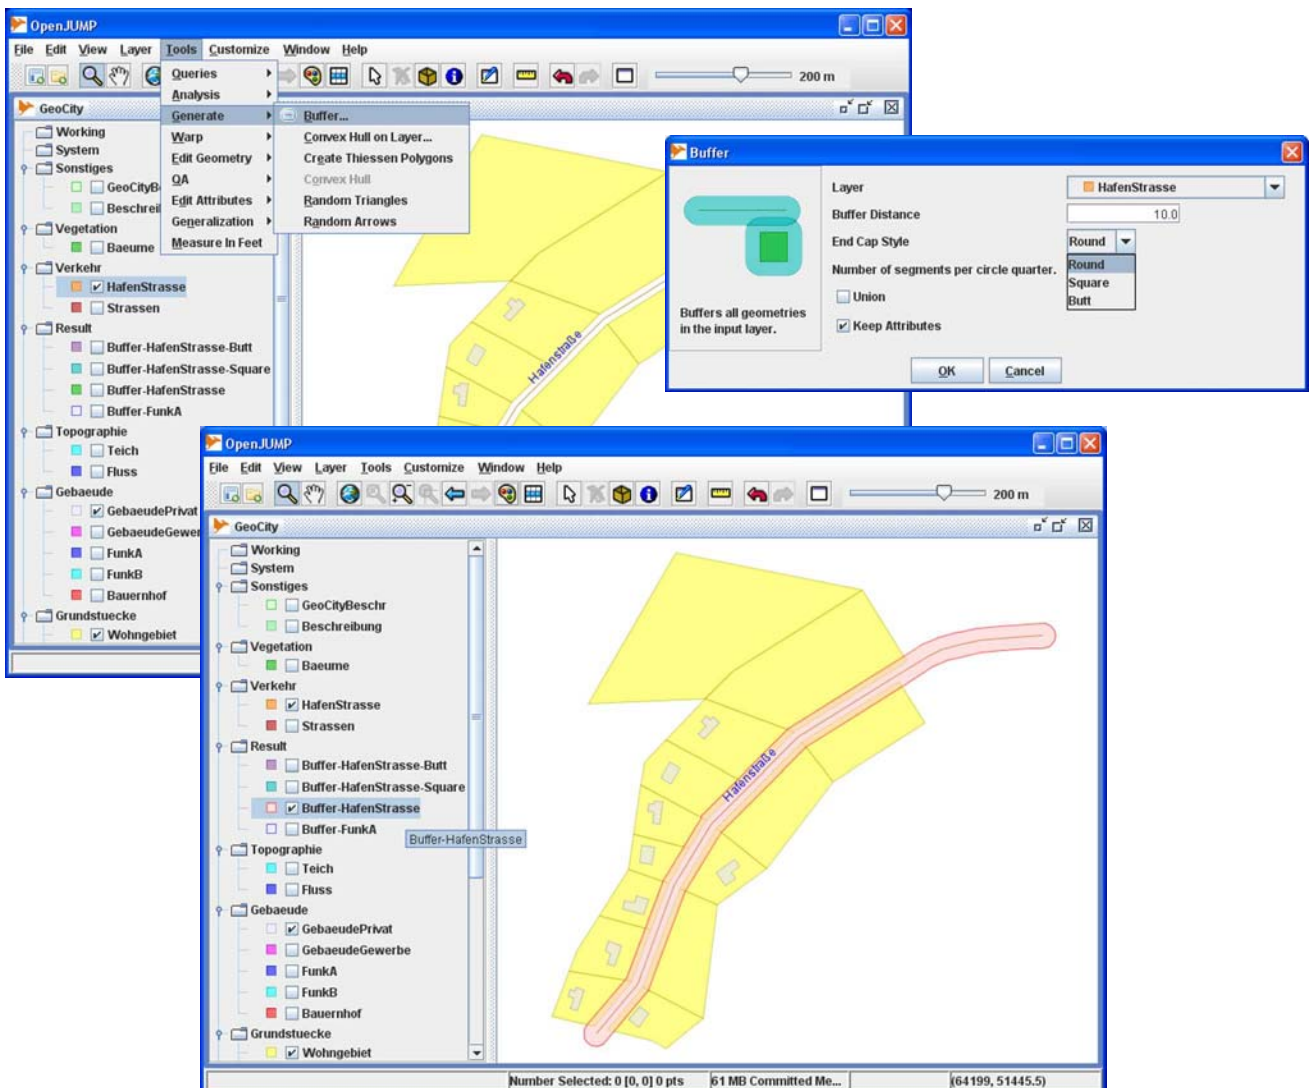 OpenJUMP
File Edit View Layer Tools Customize Window Help
200 m
Queries
Analysis
Generate
Warp
Edit Geometry
QA
Edit Attributes
Generalization
Measure In Feet
Buffer...
Convex Hull on Layer...
Create Thiessen Polygons
Convex Hull
Random Triangles
Random Arrows
GeoCity
Working
System
Sonstiges
GeoCityB
Beschreil
Vegetation
Baeume
Verkehr
HafenStrasse
Strassen
Result
Buffer-HafenStrasse-Butt
Buffer-HafenStrasse-Square
Buffer-HafenStrasse
Buffer-FunkA
Topographie
Teich
Fluss
Gebaeude
GebaeudePrivat
GebaeudeGewer
FunkA
FunkB
Bauernhof
Grundstuecke
Wohngebiet
Hafenstraße
Buffer
Buffers all geometries
in the input layer.
Layer HafenStrasse
Buffer Distance 10.0
End Cap Style Round
Round
Square
Butt
Number of segments per circle quarter.
Union
Keep Attributes
OK Cancel
OpenJUMP
File Edit View Layer Tools Customize Window Help
200 m
GeoCity
Working
System
Sonstiges
GeoCityBeschr
Beschreibung
Vegetation
Baeume
Verkehr
HafenStrasse
Strassen
Result
Buffer-HafenStrasse-Butt
Buffer-HafenStrasse-Square
Buffer-HafenStrasse
Buffer-FunkA
Buffer-HafenStrasse
Topographie
Teich
Fluss
Gebaeude
GebaeudePrivat
GebaeudeGewerbe
FunkA
FunkB
Bauernhof
Grundstuecke
Wohngebiet
Hafenstraße
Number Selected: 0 [0, 0] 0 pts 61 MB Committed Me... (64199, 51445.5)